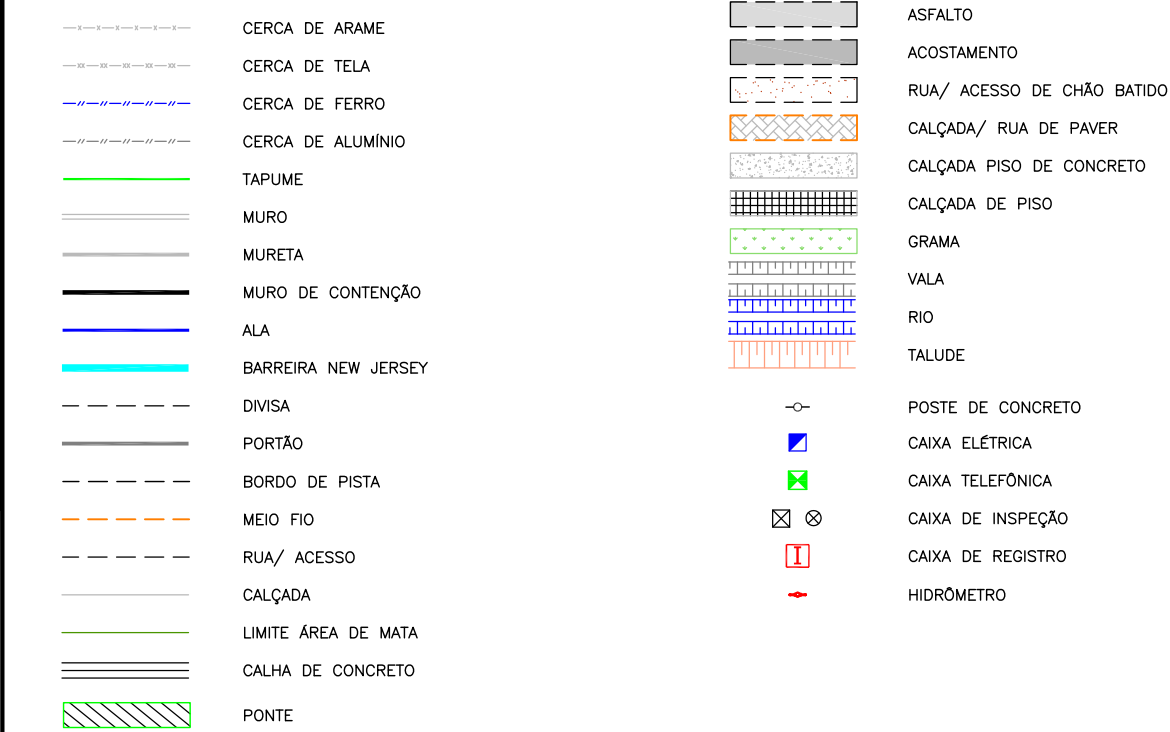 CERCA DE ARAME
CERCA DE TELA
CERCA DE FERRO
CERCA DE ALUMÍNIO
TAPUME
MURO
MURETA
MURO DE CONTENÇÃO
ALA
BARREIRA NEW JERSEY
DIVISA
PORTÃO
BORDO DE PISTA
MEIO FIO
RUA/ ACESSO
CALÇADA
LIMITE ÁREA DE MATA
CALHA DE CONCRETO
PONTE
ASFALTO
ACOSTAMENTO
RUA/ ACESSO DE CHÃO BATIDO
CALÇADA/ RUA DE PAVER
CALÇADA PISO DE CONCRETO
CALÇADA DE PISO
GRAMA
VALA
RIO
TALUDE
POSTE DE CONCRETO
CAIXA ELÉTRICA
CAIXA TELEFÔNICA
CAIXA DE INSPEÇÃO
CAIXA DE REGISTRO
HIDRÔMETRO